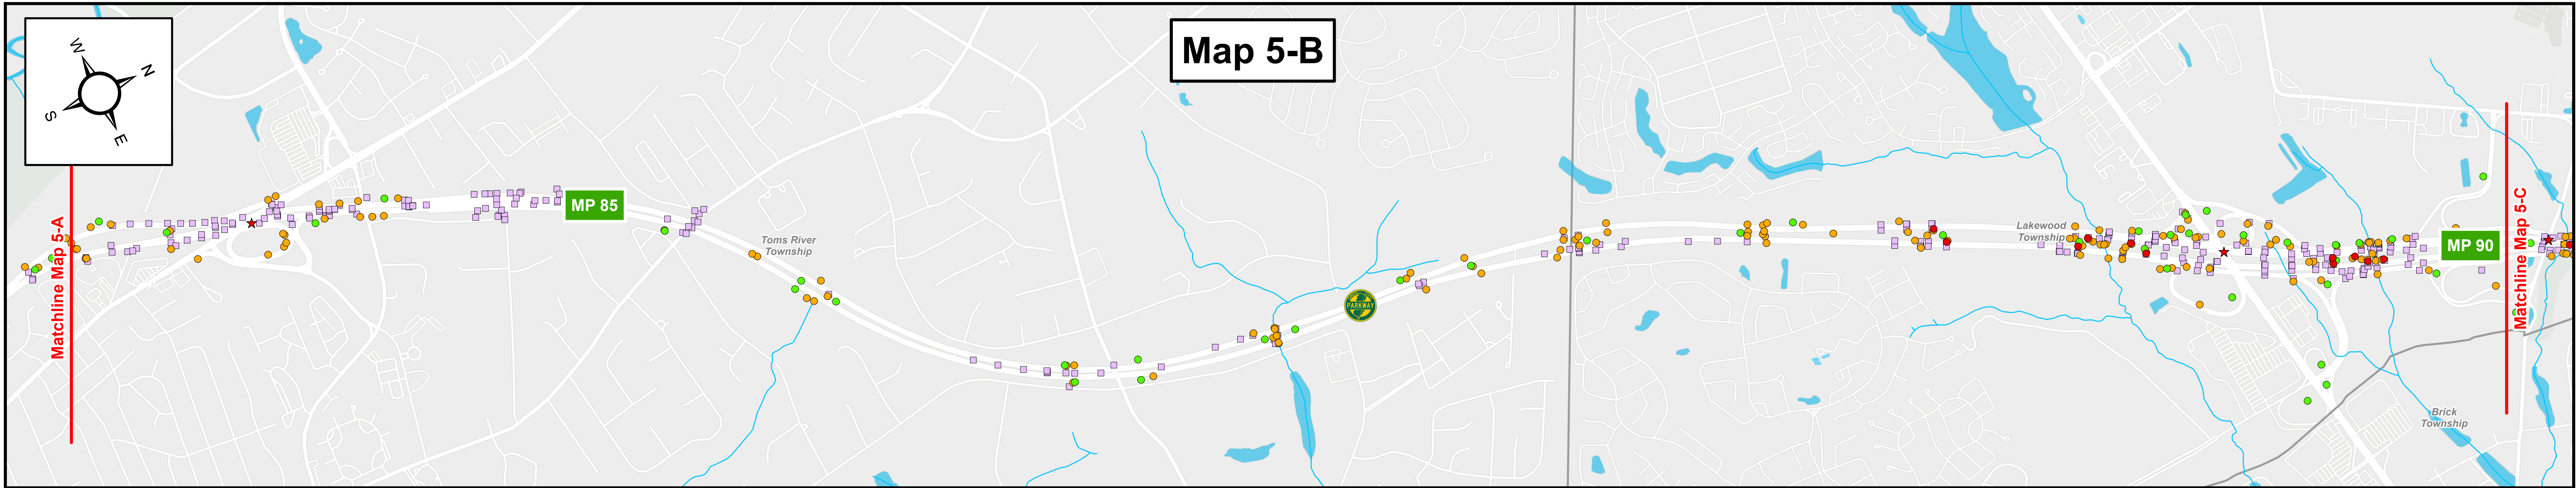 Map 5-B
W
N
S
E
Matchline Map 5-A
MP 85
Toms River
Township
PARKWAY
Lakewood
Township
MP 90
Matchline Map 5-C
Brick
Township